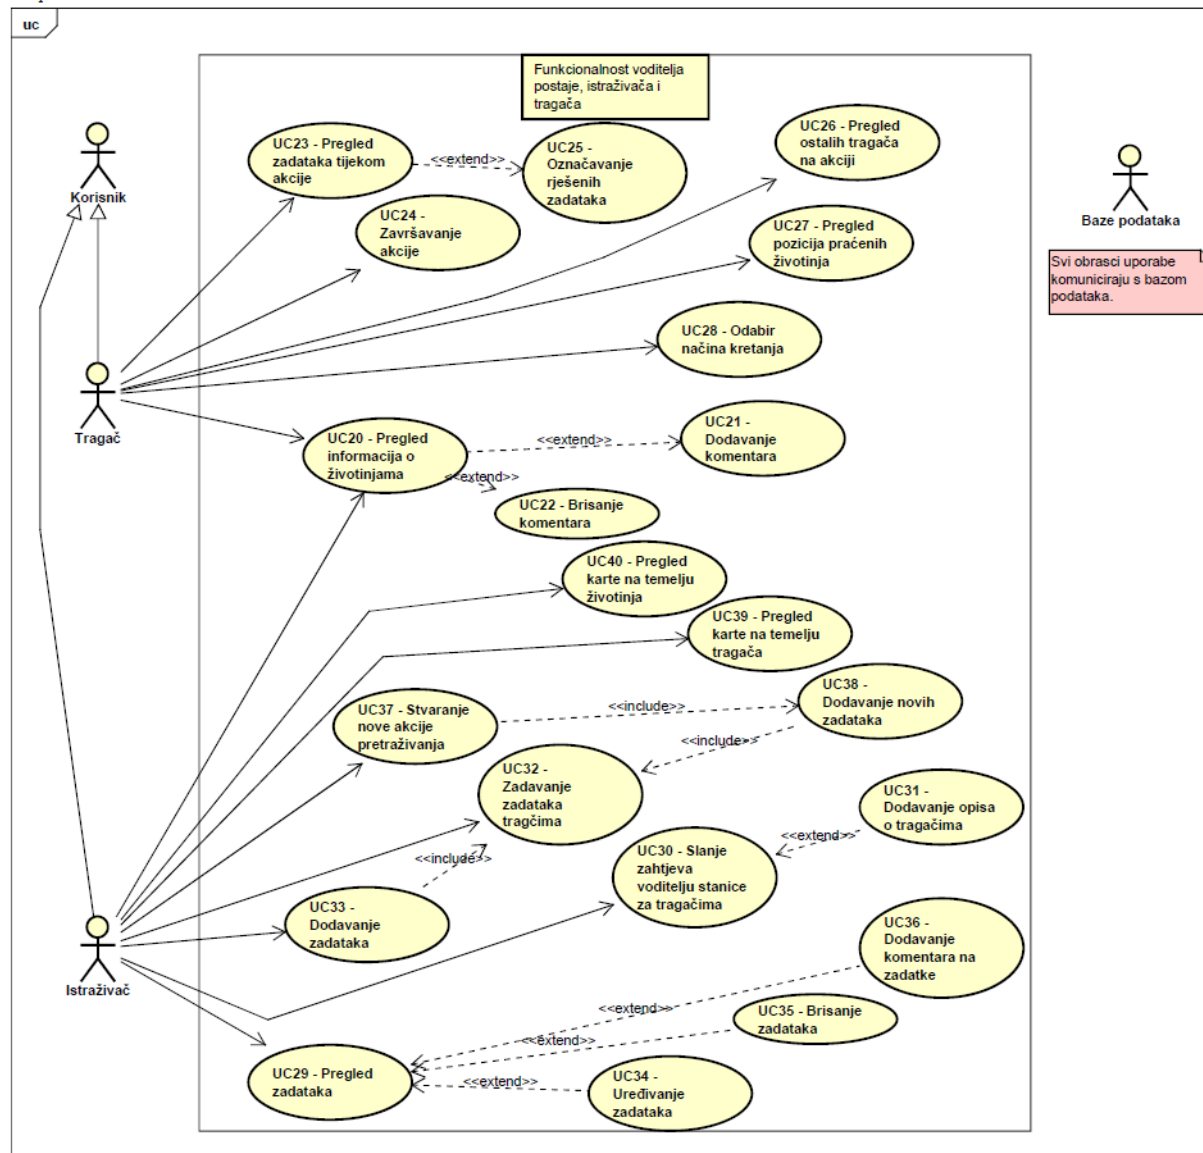 uc
Funkcionalnost voditelja
postaje, istraživača i
tragača
Korisnik
UC23 - Pregled
zadataka tijekom
akcije
<<extend>>
UC25 -
Označavanje
rješenih
zadataka
UC26 - Pregled
ostalih tragača
na akciji
Baze podataka
UC24 -
Završavanje
akcije
UC27 - Pregled
pozicija praćenih
životinja
Svi obrasci uporabe
komuniciraju s bazom
podataka.
UC28 - Odabir
načina kretanja
Tragač
UC20 - Pregled
informacija o
životinjama
<<extend>>
UC21 -
Dodavanje
komentara
<<extend>>
UC22 - Brisanje
komentara
UC40 - Pregled
karte na temelju
životinja
UC39 - Pregled
karte na temelju
tragača
UC37 - Stvaranje
nove akcije
pretraživanja
<<include>>
UC38 -
Dodavanje novih
zadataka
<<include>>
UC32 -
Zadavanje
zadataka
tragčima
UC31 -
Dodavanje opisa
o tragačima
<<extend>>
<<include>>
UC30 - Slanje
zahtjeva
voditelju stanice
za tragačima
UC33 -
Dodavanje
zadataka
UC36 -
Dodavanje
komentara na
zadatke
Istraživač
<<extend>>
UC35 - Brisanje
zadataka
<<extend>>
UC29 - Pregled
zadataka
<<extend>>
UC34 -
Uređivanje
zadataka